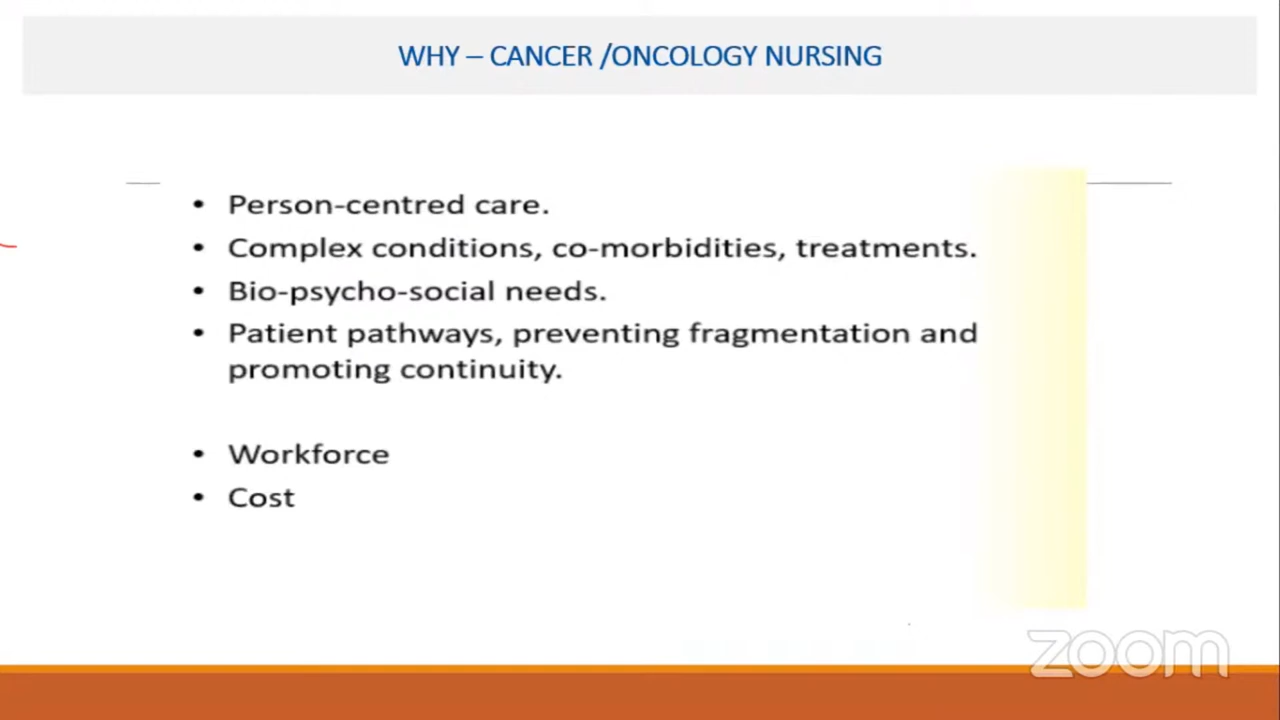 WHY – CANCER /ONCOLOGY NURSING
• Person-centred care.
• Complex conditions, co-morbidities, treatments.
• Bio-psycho-social needs.
• Patient pathways, preventing fragmentation and
promoting continuity.
• Workforce
• Cost
zoom